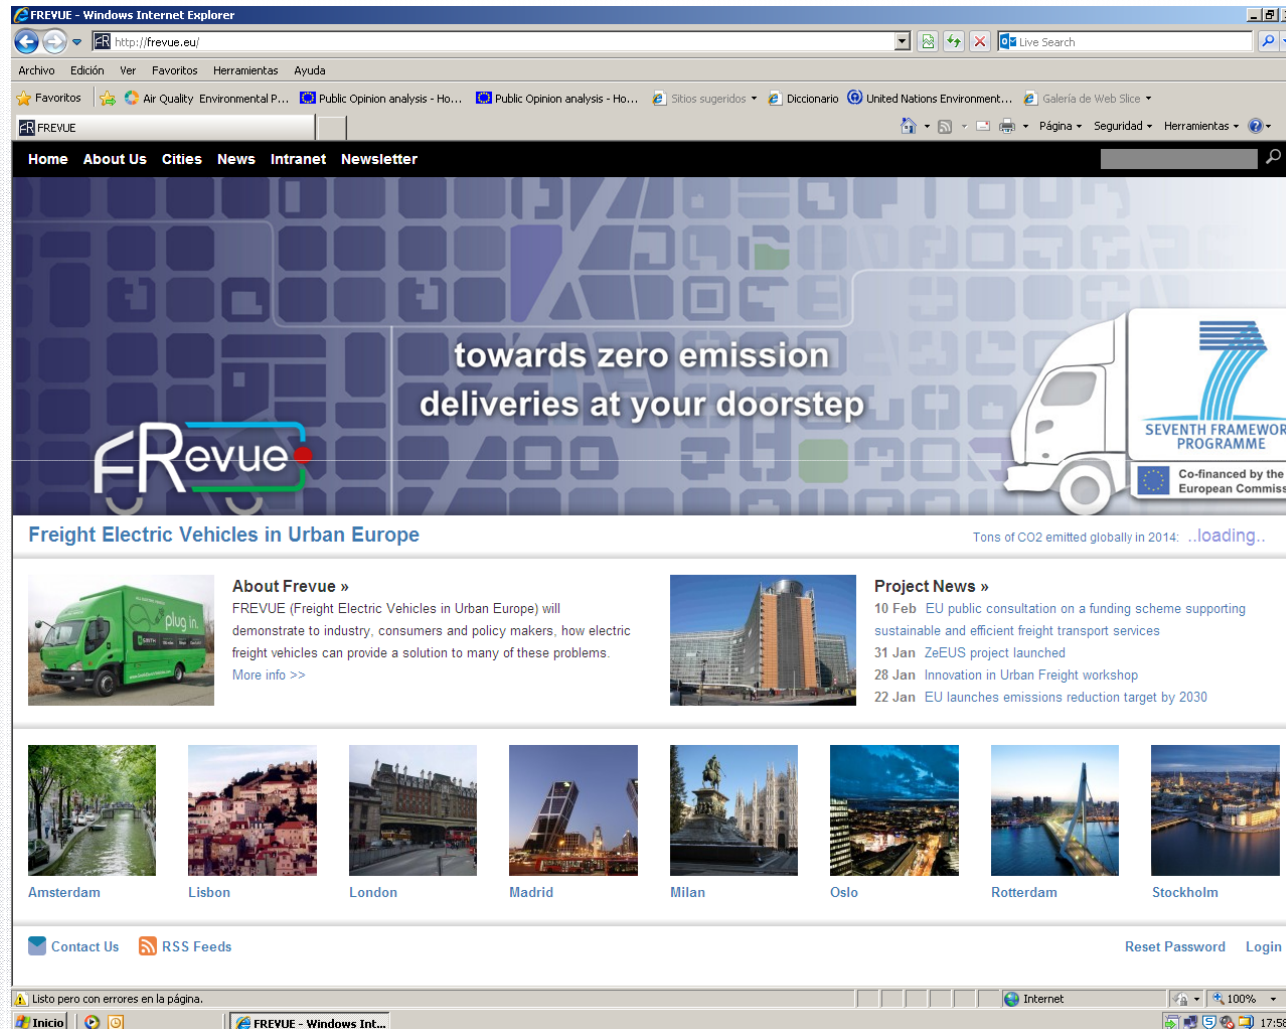 FREVUE - Windows Internet Explorer
http://frevue.eu/
Live Search
Archivo Edición Ver Favoritos Herramientas Ayuda
Favoritos Air Quality Environmental P... Public Opinion analysis - Ho... Public Opinion analysis - Ho... Sitios sugeridos Diccionario United Nations Environment... Galería de Web Slice
FREVUE Página Seguridad Herramientas
Home About Us Cities News Intranet Newsletter
towards zero emission
deliveries at your doorstep
FRevue
7
SEVENTH FRAMEWOR
PROGRAMME
Co-financed by the
European Commiss
Freight Electric Vehicles in Urban Europe
Tons of CO2 emitted globally in 2014: ..loading..
About Frevue »
FREVUE (Freight Electric Vehicles in Urban Europe) will
demonstrate to industry, consumers and policy makers, how electric
freight vehicles can provide a solution to many of these problems.
More info >>
plug in.
SMITH
Project News »
10 Feb EU public consultation on a funding scheme supporting
sustainable and efficient freight transport services
31 Jan ZeEUS project launched
28 Jan Innovation in Urban Freight workshop
22 Jan EU launches emissions reduction target by 2030
Amsterdam Lisbon London Madrid Milan Oslo Rotterdam Stockholm
Contact Us RSS Feeds Reset Password Login
Listo pero con errores en la página. Internet 100%
Inicio FREVUE - Windows Int... 17:59